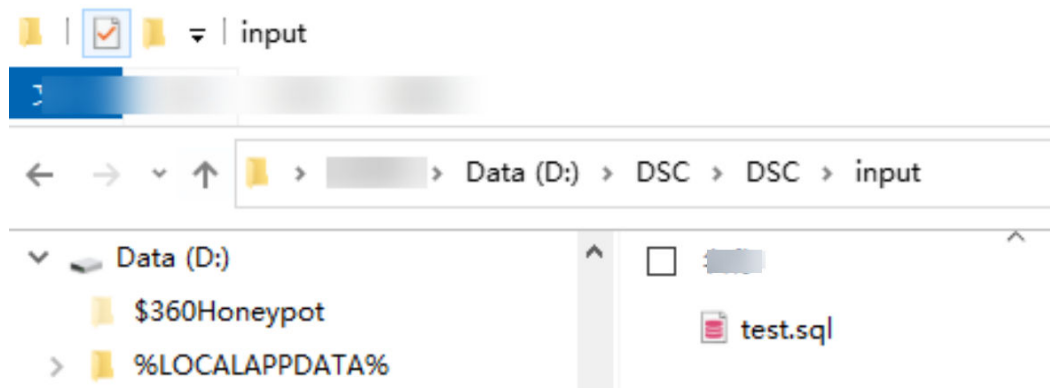 input
Data (D:) DSC DSC input
Data (D:)
$360Honeypot
test.sql
%LOCALAPPDATA%